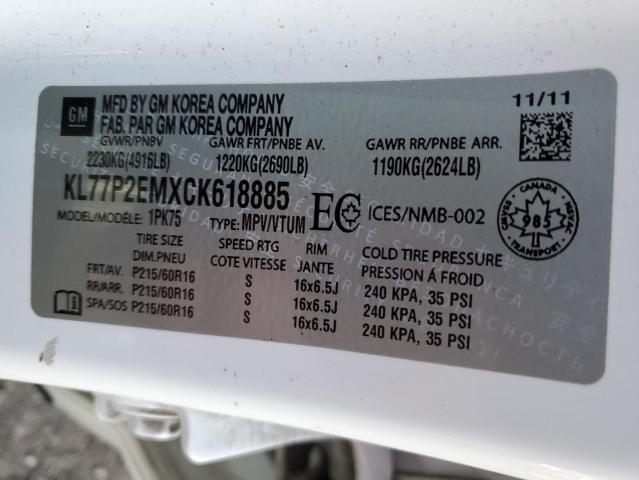 GM
MFD BY GM KOREA COMPANY
FAB. PAR GM KOREA COMPANY
11/11
GVWR/PNBV GAWR FRT/PNBE AV. GAWR RR/PNBE ARR.
2230KG(4916LB) 1220KG(2690LB) 1190KG(2624LB)
KL77P2EMXCK618885
MODEL/MODÈLE: 1PK75 TYPE: MPV/VTUM EC ICES/NMB-002
CANADA
CMVSS NSVAC
985
TRANSPORT
TIRE SIZE SPEED RTG RIM COLD TIRE PRESSURE
DIM.PNEU COTE VITESSE JANTE PRESSION À FROID
FRT/AV. P215/60R16 S 16x6.5J 240 KPA, 35 PSI
RR/ARR. P215/60R16 S 16x6.5J 240 KPA, 35 PSI
SPA/SOS P215/60R16 S 16x6.5J 240 KPA, 35 PSI